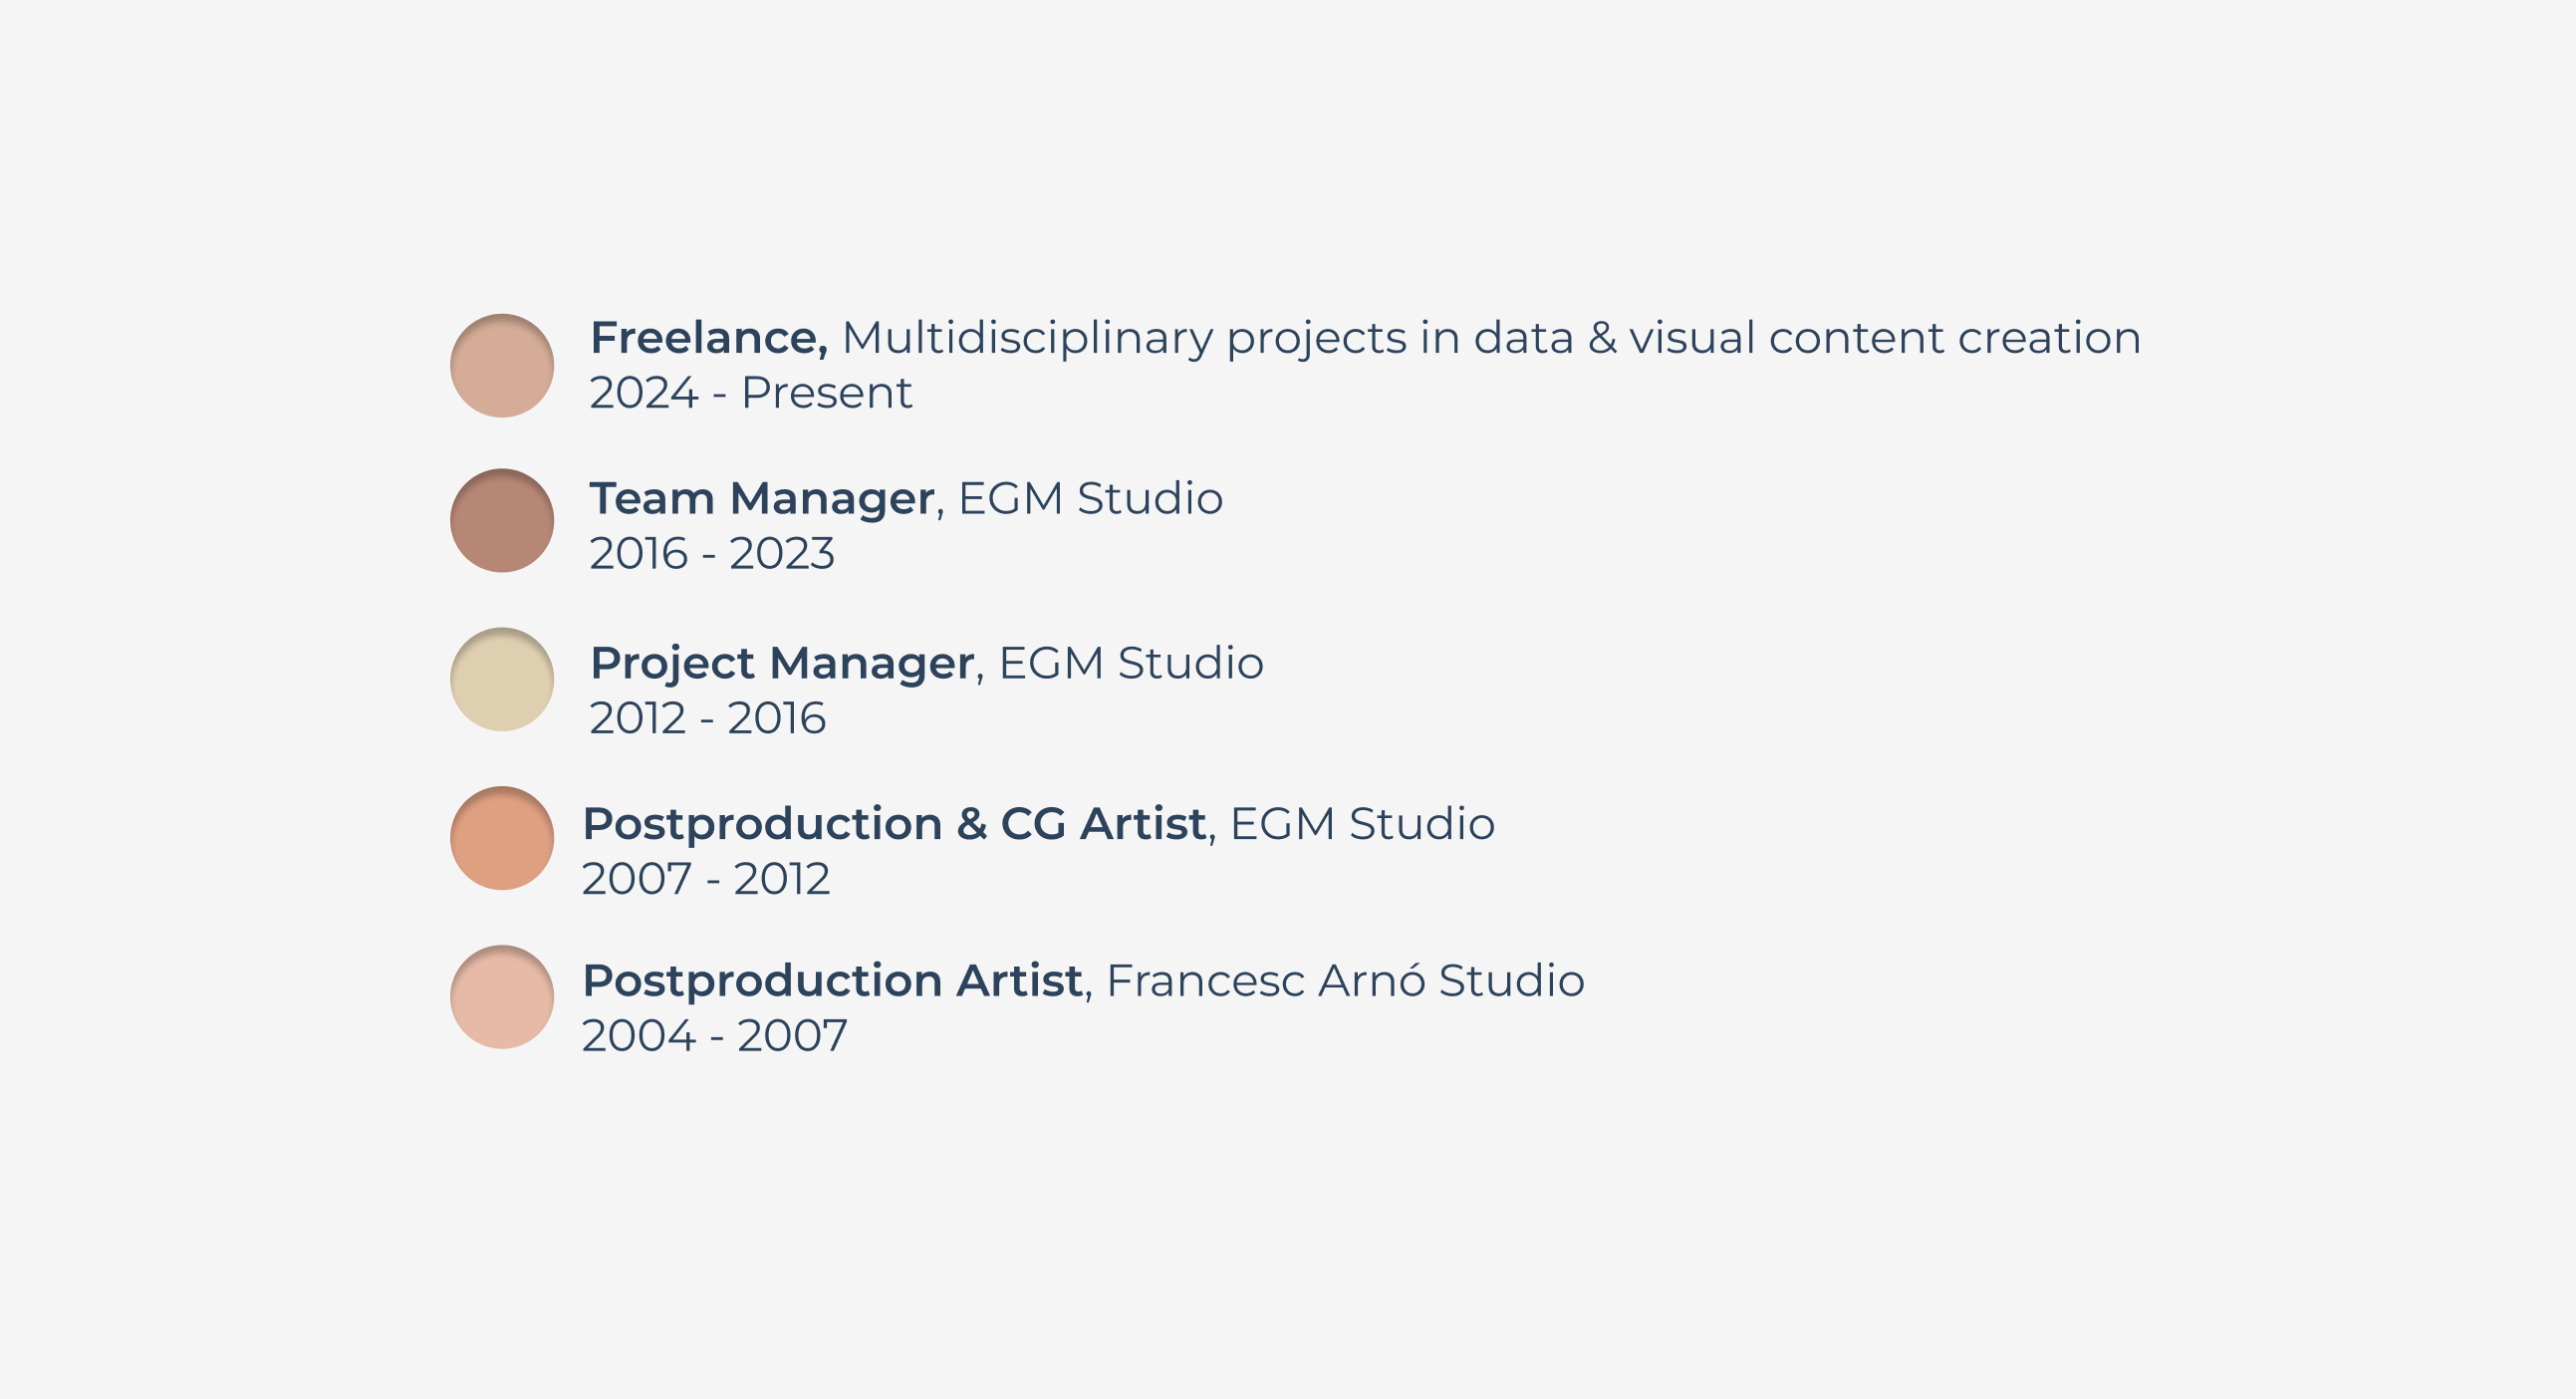 Freelance, Multidisciplinary projects in data & visual content creation
2024 - Present
Team Manager, EGM Studio
2016 - 2023
Project Manager, EGM Studio
2012 - 2016
Postproduction & CG Artist, EGM Studio
2007 - 2012
Postproduction Artist, Francesc Arnó Studio
2004 - 2007